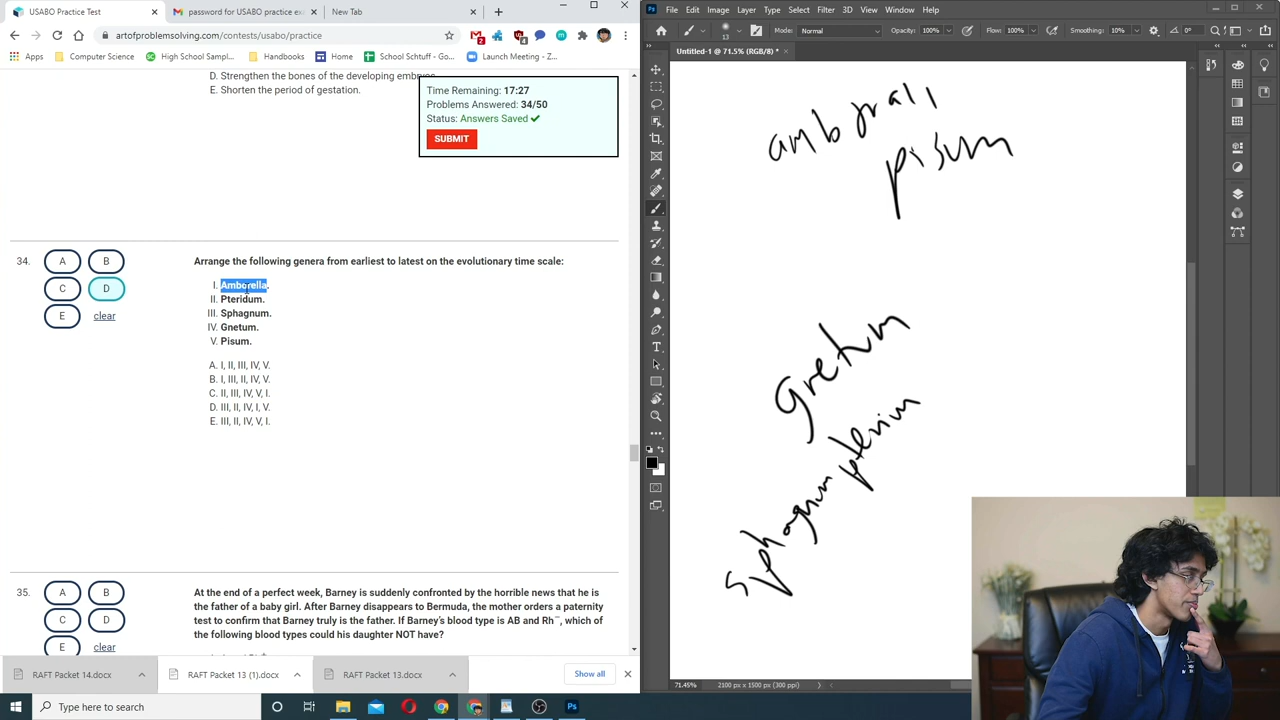 USABO Practice Test
password for USABO practice ex
New Tab
artofproblemsolving.com/contests/usabo/practice
Apps
Computer Science
High School Sampl...
Handbooks
Home
School Schtuff - Go...
Launch Meeting - Z...
D. Strengthen the bones of the developing embryos.
E. Shorten the period of gestation.
Time Remaining: 17:27
Problems Answered: 34/50
Status: Answers Saved ✔
SUBMIT
34.
A B
C D
E clear
Arrange the following genera from earliest to latest on the evolutionary time scale:
I. Amborella.
II. Pteridum.
III. Sphagnum.
IV. Gnetum.
V. Pisum.
A. I, II, III, IV, V.
B. I, III, II, IV, V.
C. II, III, IV, V, I.
D. III, II, IV, I, V.
E. III, II, IV, V, I.
35.
A B
C D
E clear
At the end of a perfect week, Barney is suddenly confronted by the horrible news that he is
the father of a baby girl. After Barney disappears to Bermuda, the mother orders a paternity
test to confirm that Barney truly is the father. If Barney's blood type is AB and Rh⁻, which of
the following blood types could his daughter NOT have?
RAFT Packet 14.docx
RAFT Packet 13 (1).docx
RAFT Packet 13.docx
Show all
Type here to search
Ps
File Edit Image Layer Type Select Filter 3D View Window Help
13
Mode: Normal
Opacity: 100%
Flow: 100%
Smoothing: 10%
0°
Untitled-1 @ 71.5% (RGB/8) *
pisum
Gnetum
Sphagnum
71.45%
2100 px x 1500 px (300 ppi)
Ps